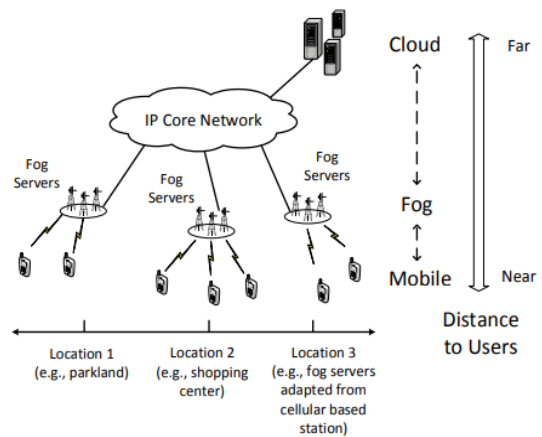 Cloud
Far
IP Core Network
Fog
Servers
Fog
Servers
Fog
Servers
Fog
Mobile
Near
Distance
to Users
Location 1
(e.g., parkland)
Location 2
(e.g., shopping
center)
Location 3
(e.g., fog servers
adapted from
cellular based
station)